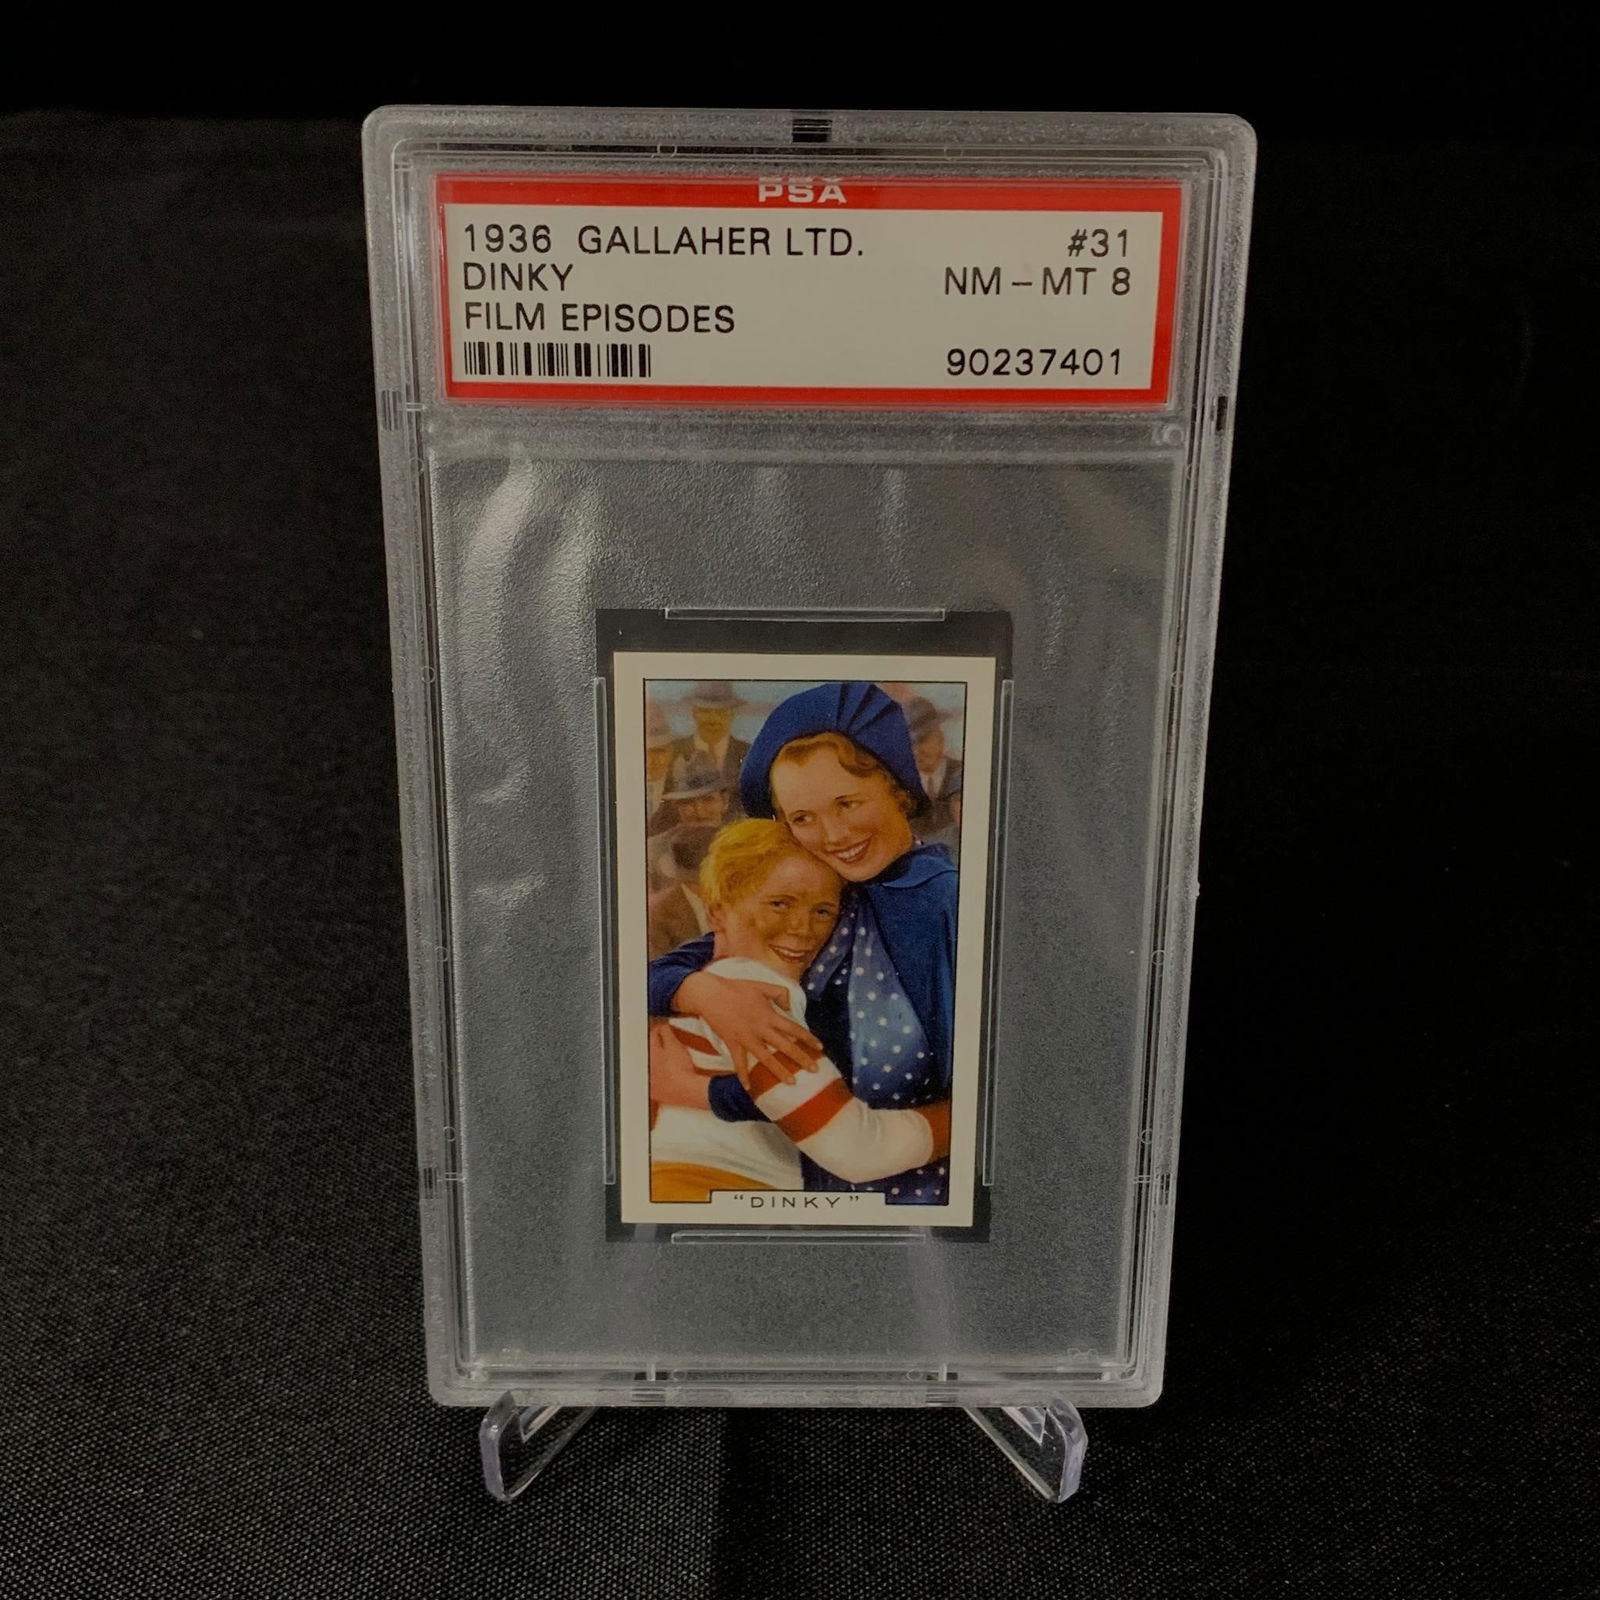 PSA
1936 GALLAHER LTD. #31
DINKY NM - MT 8
FILM EPISODES
90237401
"DINKY"